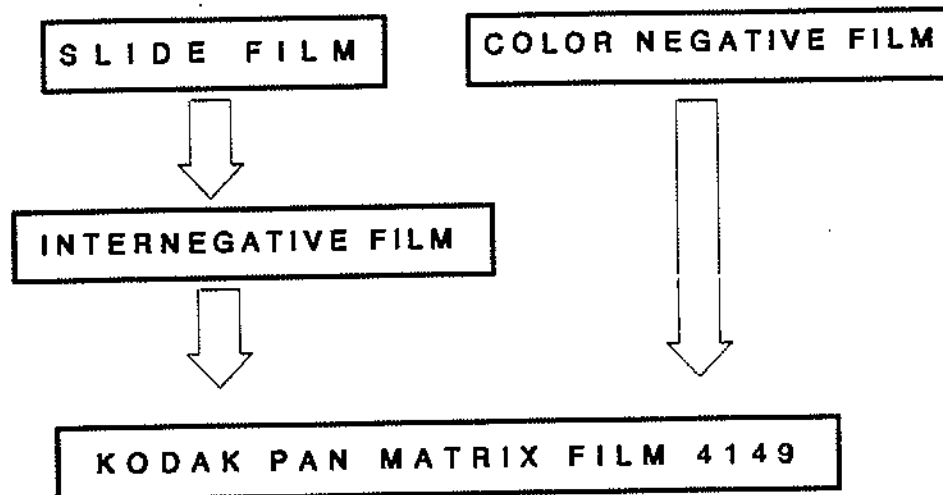 SLIDE FILM
COLOR NEGATIVE FILM
INTERNEGATIVE FILM
KODAK PAN MATRIX FILM 4149